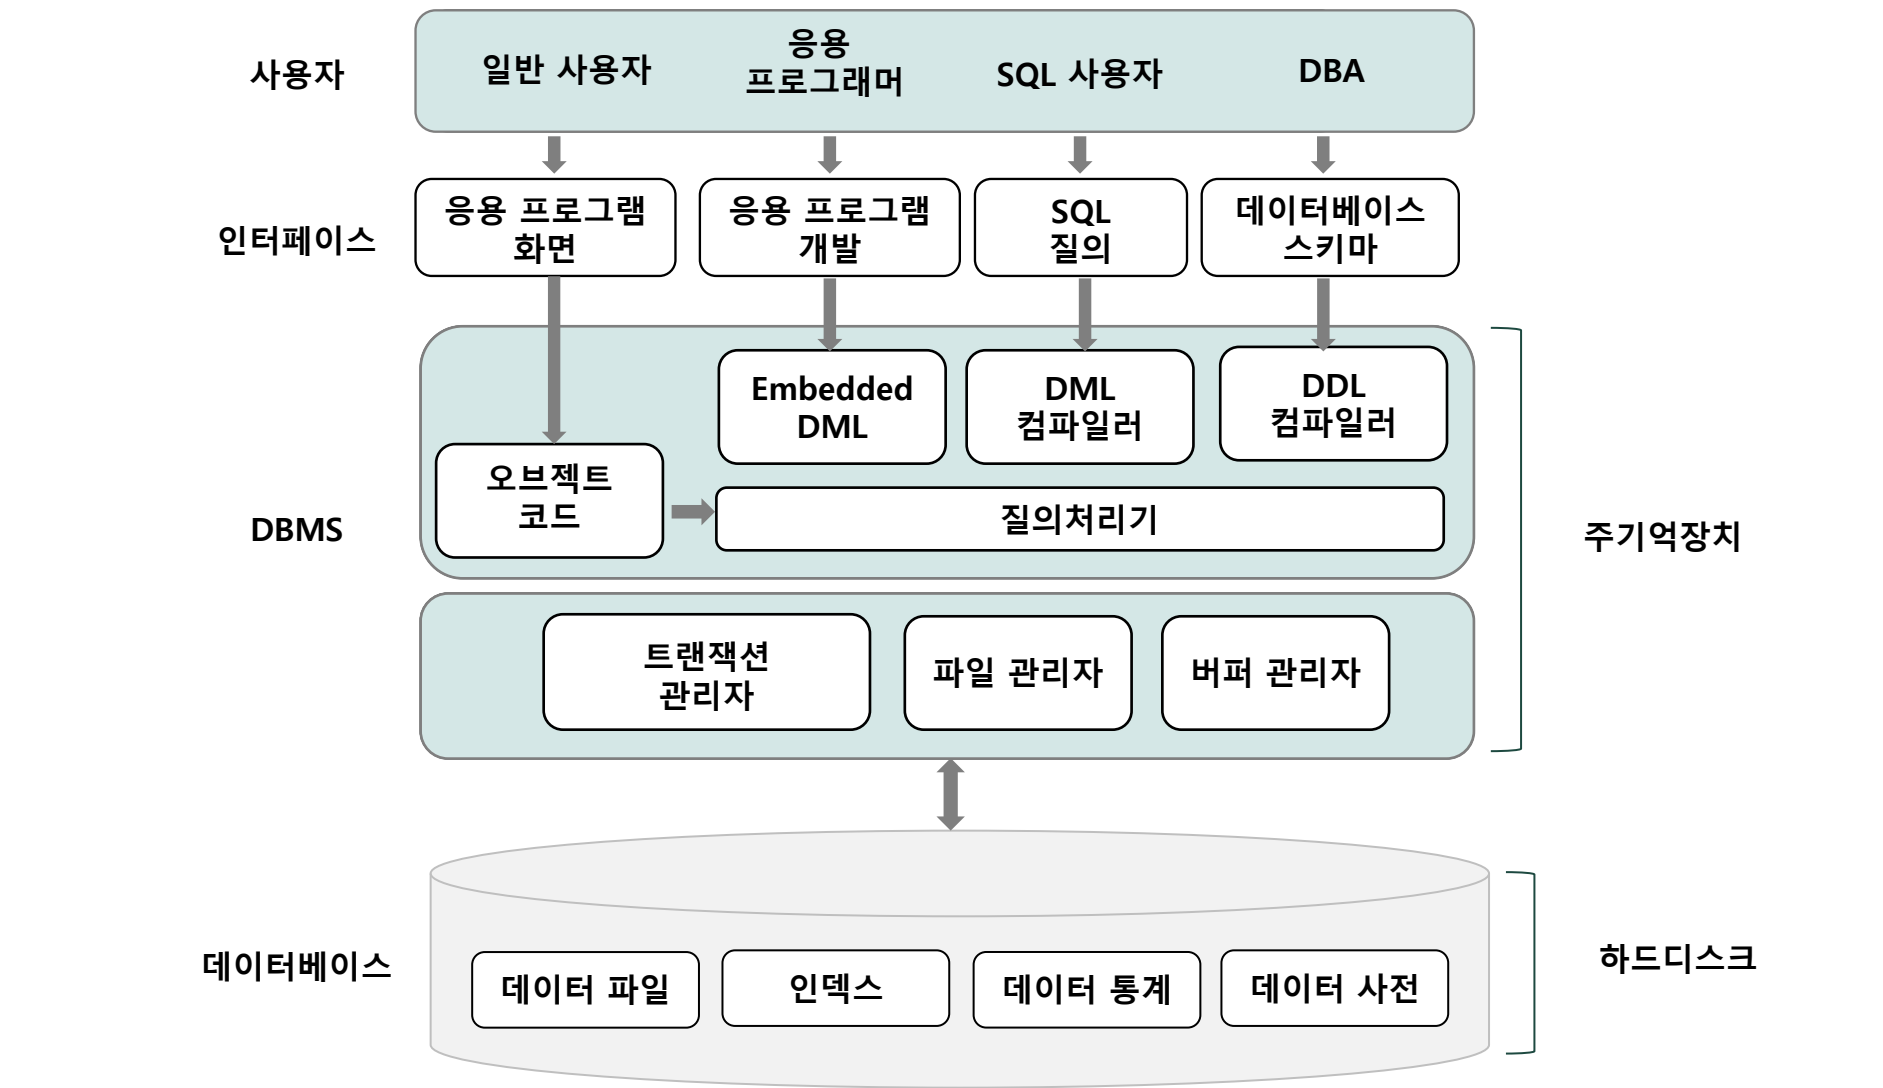 사용자
일반 사용자
응용
프로그래머
SQL 사용자
DBA
인터페이스
응용 프로그램
화면
응용 프로그램
개발
SQL
질의
데이터베이스
스키마
DBMS
Embedded
DML
DML
컴파일러
DDL
컴파일러
오브젝트
코드
질의처리기
주기억장치
트랜잭션
관리자
파일 관리자
버퍼 관리자
데이터베이스
데이터 파일
인덱스
데이터 통계
데이터 사전
하드디스크